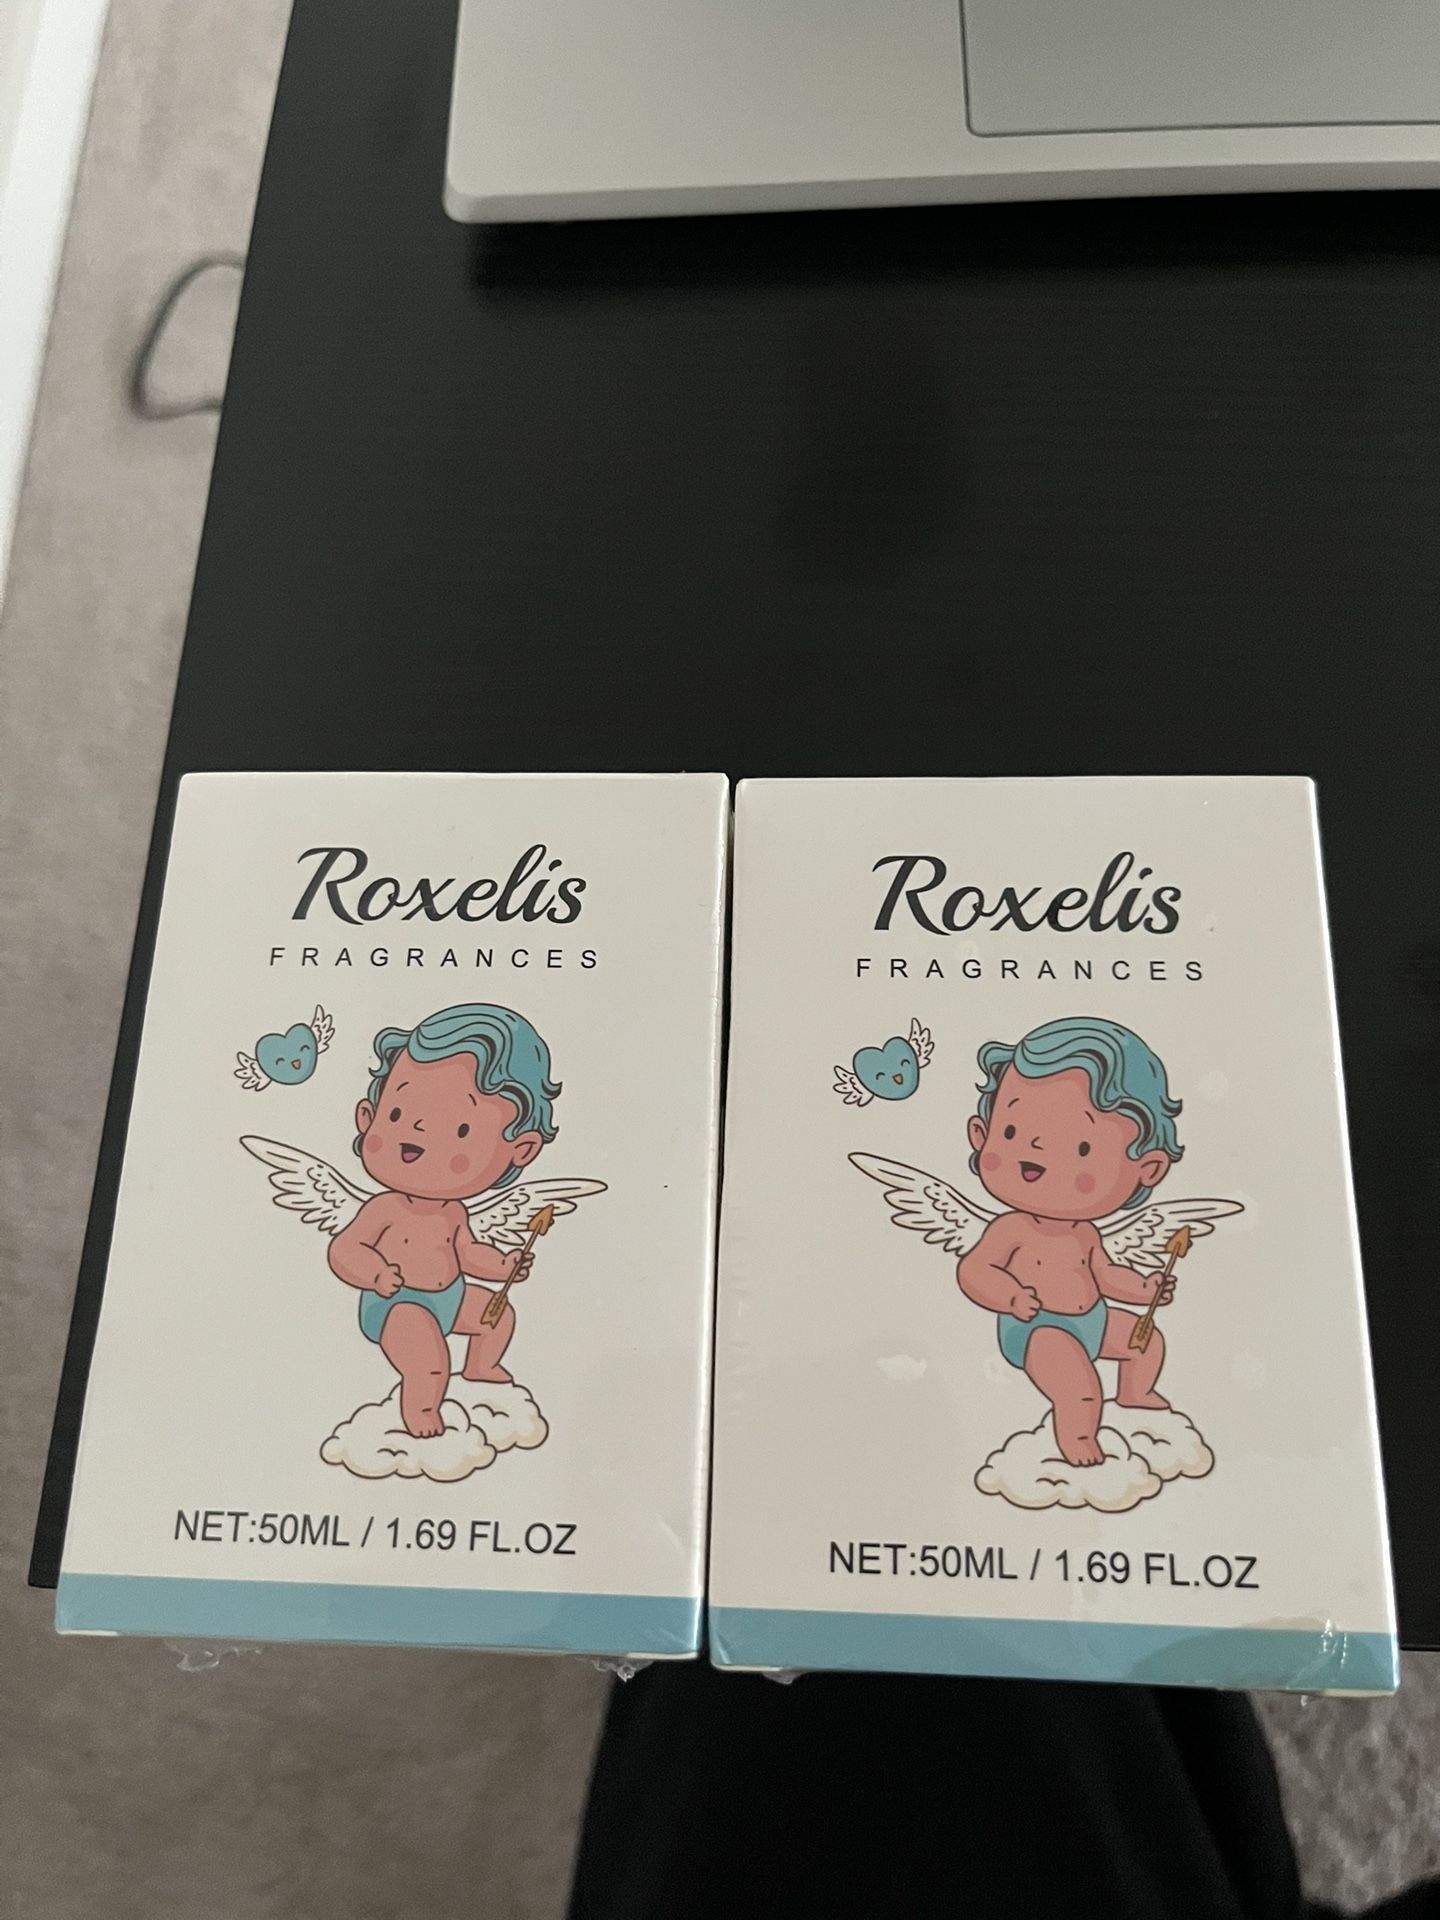 Roxelis
FRAGRANCES
NET:50ML / 1.69 FL.OZ
Roxelis
FRAGRANCES
NET:50ML / 1.69 FL.OZ